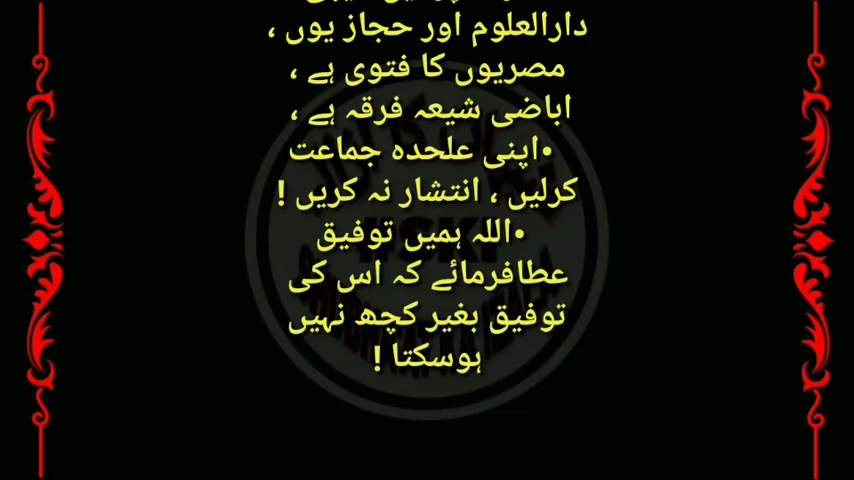 دارالعلوم اور حجاز یوں ،
مصریوں کا فتوی ہے ،
اباضی شیعہ فرقہ ہے ،
•اپنی علحدہ جماعت
کرلیں ، انتشار نہ کریں !
•اللہ ہمیں توفیق
عطافرمائے کہ اس کی
توفیق بغیر کچھ نہیں
ہوسکتا !